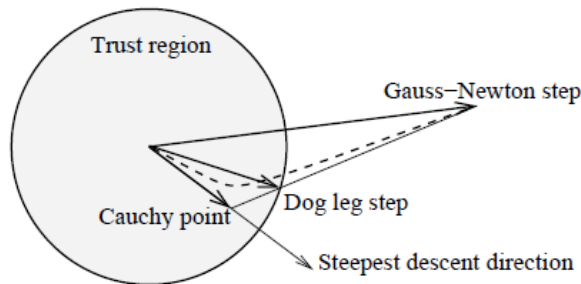 Trust region
Gauss−Newton step
Cauchy point
Dog leg step
Steepest descent direction